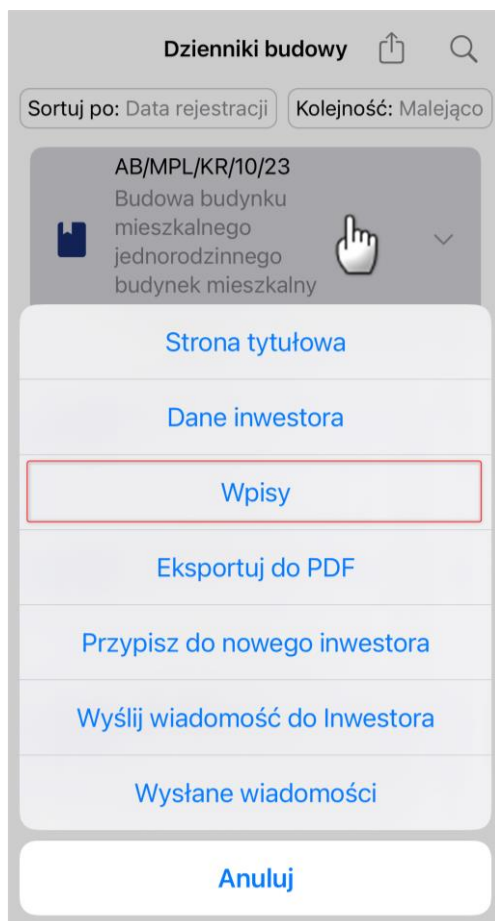 Dzienniki budowy
Sortuj po: Data rejestracji Kolejność: Malejąco
AB/MPL/KR/10/23
Budowa budynku
mieszkalnego
jednorodzinnego
budynek mieszkalny
Strona tytułowa
Dane inwestora
Wpisy
Eksportuj do PDF
Przypisz do nowego inwestora
Wyślij wiadomość do Inwestora
Wysłane wiadomości
Anuluj